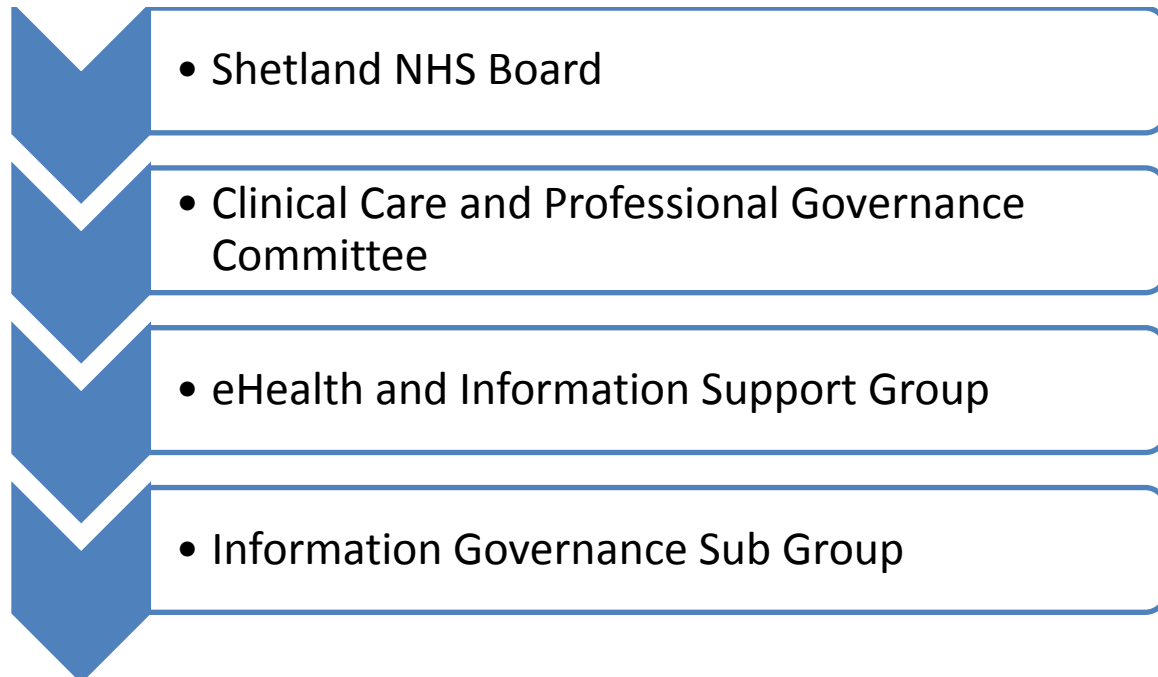 • Shetland NHS Board
• Clinical Care and Professional Governance
Committee
• eHealth and Information Support Group
• Information Governance Sub Group